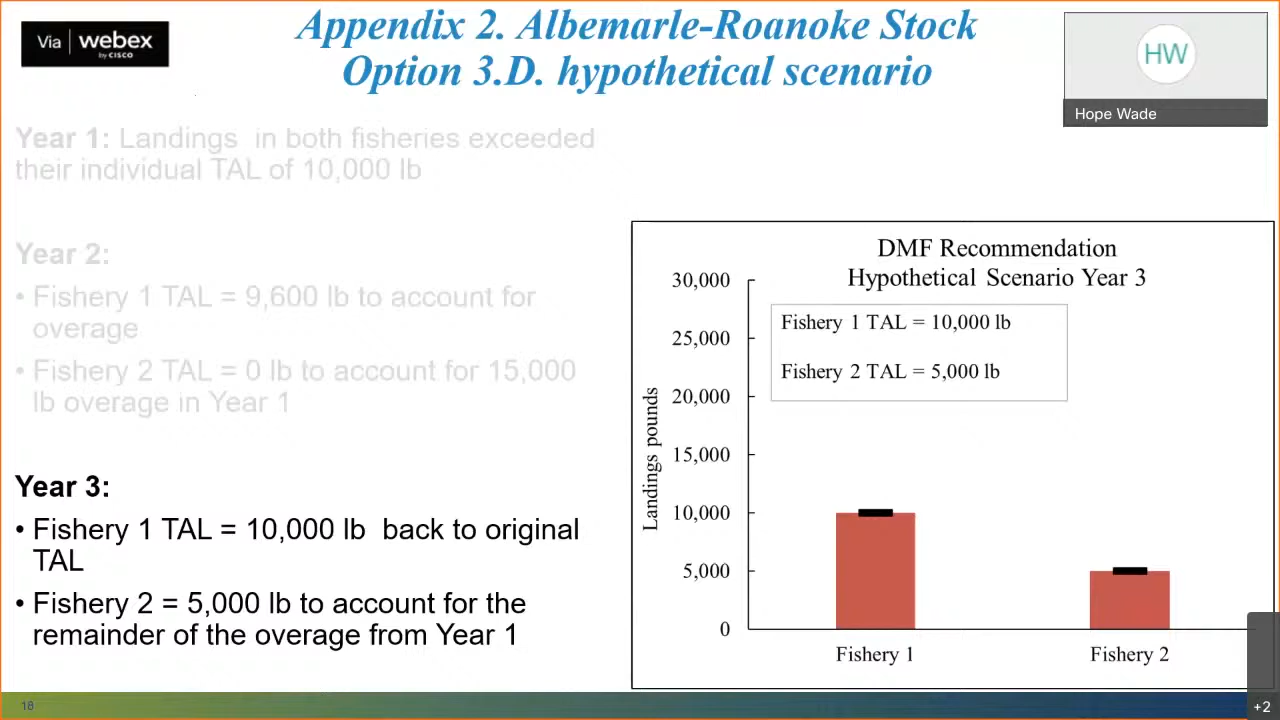 Via webex
by CISCO
Appendix 2. Albemarle-Roanoke Stock
Option 3.D. hypothetical scenario
HW
Hope Wade
Year 1: Landings in both fisheries exceeded
their individual TAL of 10,000 lb
Year 2:
• Fishery 1 TAL = 9,600 lb to account for
overage
• Fishery 2 TAL = 0 lb to account for 15,000
lb overage in Year 1
Year 3:
• Fishery 1 TAL = 10,000 lb back to original
TAL
• Fishery 2 = 5,000 lb to account for the
remainder of the overage from Year 1
DMF Recommendation
Hypothetical Scenario Year 3
Fishery 1 TAL = 10,000 lb
Fishery 2 TAL = 5,000 lb
Landings pounds
30,000
25,000
20,000
15,000
10,000
5,000
0
Fishery 1
Fishery 2
18
+2